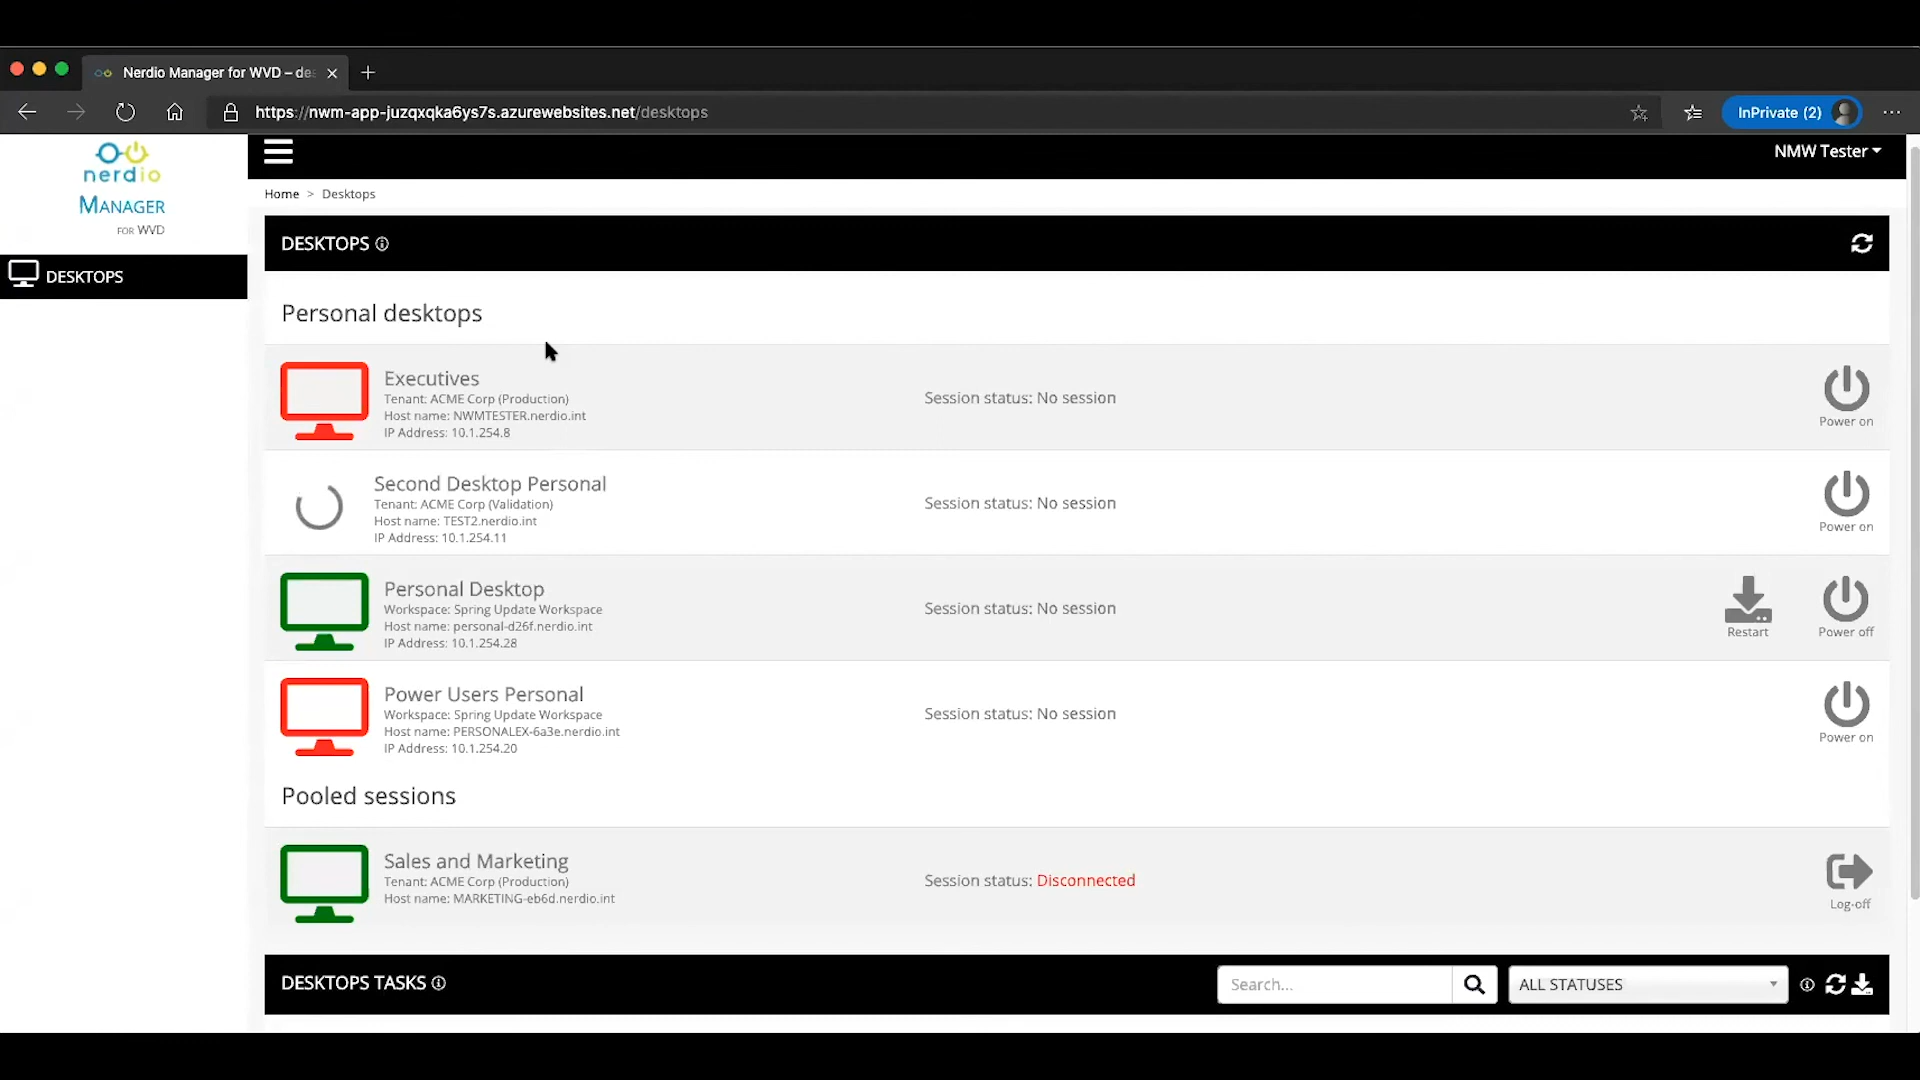 Nerdio Manager for WVD – de
https://nwm-app-juzqxqka6ys7s.azurewebsites.net/desktops
InPrivate (2)
nerdio
MANAGER
FOR WVD
NMW Tester
Home > Desktops
DESKTOPS
DESKTOPS
Personal desktops
Executives
Tenant: ACME Corp (Production)
Host name: NWMTESTER.nerdio.int
IP Address: 10.1.254.8
Session status: No session
Power on
Second Desktop Personal
Tenant: ACME Corp (Validation)
Host name: TEST2.nerdio.int
IP Address: 10.1.254.11
Session status: No session
Power on
Personal Desktop
Workspace: Spring Update Workspace
Host name: personal-d26f.nerdio.int
IP Address: 10.1.254.28
Session status: No session
Restart
Power off
Power Users Personal
Workspace: Spring Update Workspace
Host name: PERSONALEX-6a3e.nerdio.int
IP Address: 10.1.254.20
Session status: No session
Power on
Pooled sessions
Sales and Marketing
Tenant: ACME Corp (Production)
Host name: MARKETING-eb6d.nerdio.int
Session status: Disconnected
Log-off
DESKTOPS TASKS
Search...
ALL STATUSES